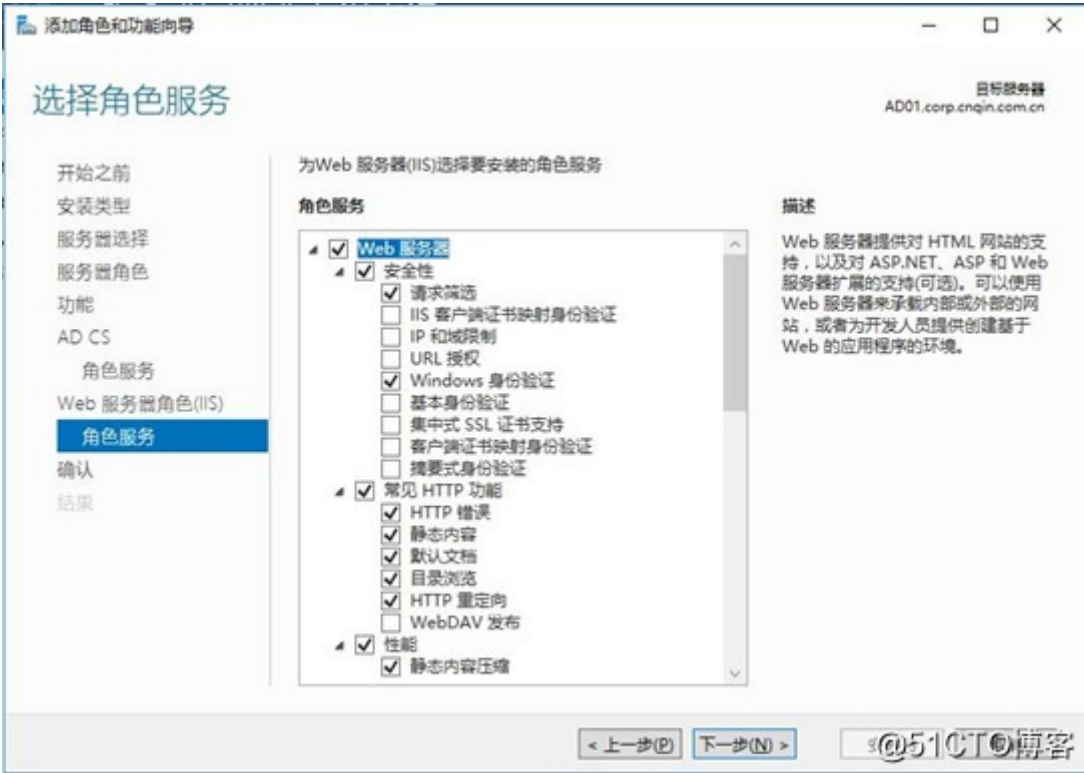 添加角色和功能向导
选择角色服务
目标服务器
AD01.corp.cnqin.com.cn
开始之前
安装类型
服务器选择
服务器角色
功能
AD CS
角色服务
Web 服务器角色(IIS)
角色服务
确认
结果
为Web 服务器(IIS)选择要安装的角色服务
角色服务
Web 服务器
安全性
请求筛选
IIS 客户端证书映射身份验证
IP 和域限制
URL 授权
Windows 身份验证
基本身份验证
集中式 SSL 证书支持
客户端证书映射身份验证
摘要式身份验证
常见 HTTP 功能
HTTP 错误
静态内容
默认文档
目录浏览
HTTP 重定向
WebDAV 发布
性能
静态内容压缩
描述
Web 服务器提供对 HTML 网站的支
持，以及对 ASP.NET、ASP 和 Web
服务器扩展的支持(可选)。可以使用
Web 服务器来承载内部或外部的网
站，或者为开发人员提供创建基于
Web 的应用程序的环境。
< 上一步(P)
下一步(N) >
@51CTO博客